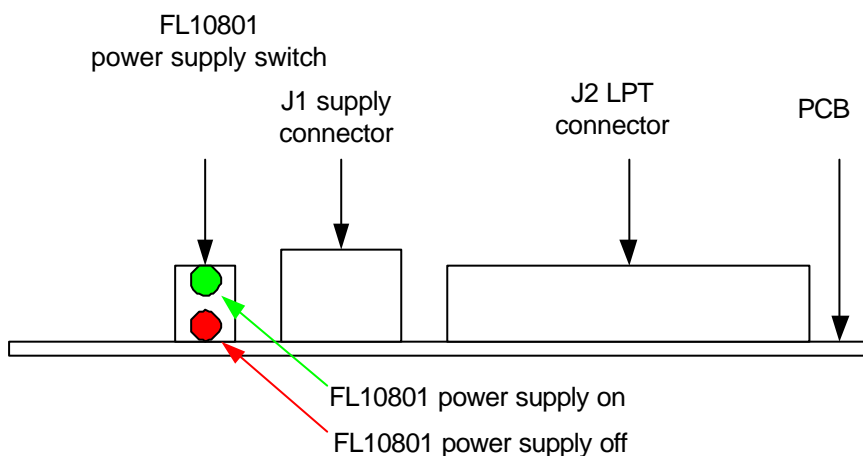 FL10801
power supply switch
J1 supply
connector
J2 LPT
connector
PCB
FL10801 power supply on
FL10801 power supply off